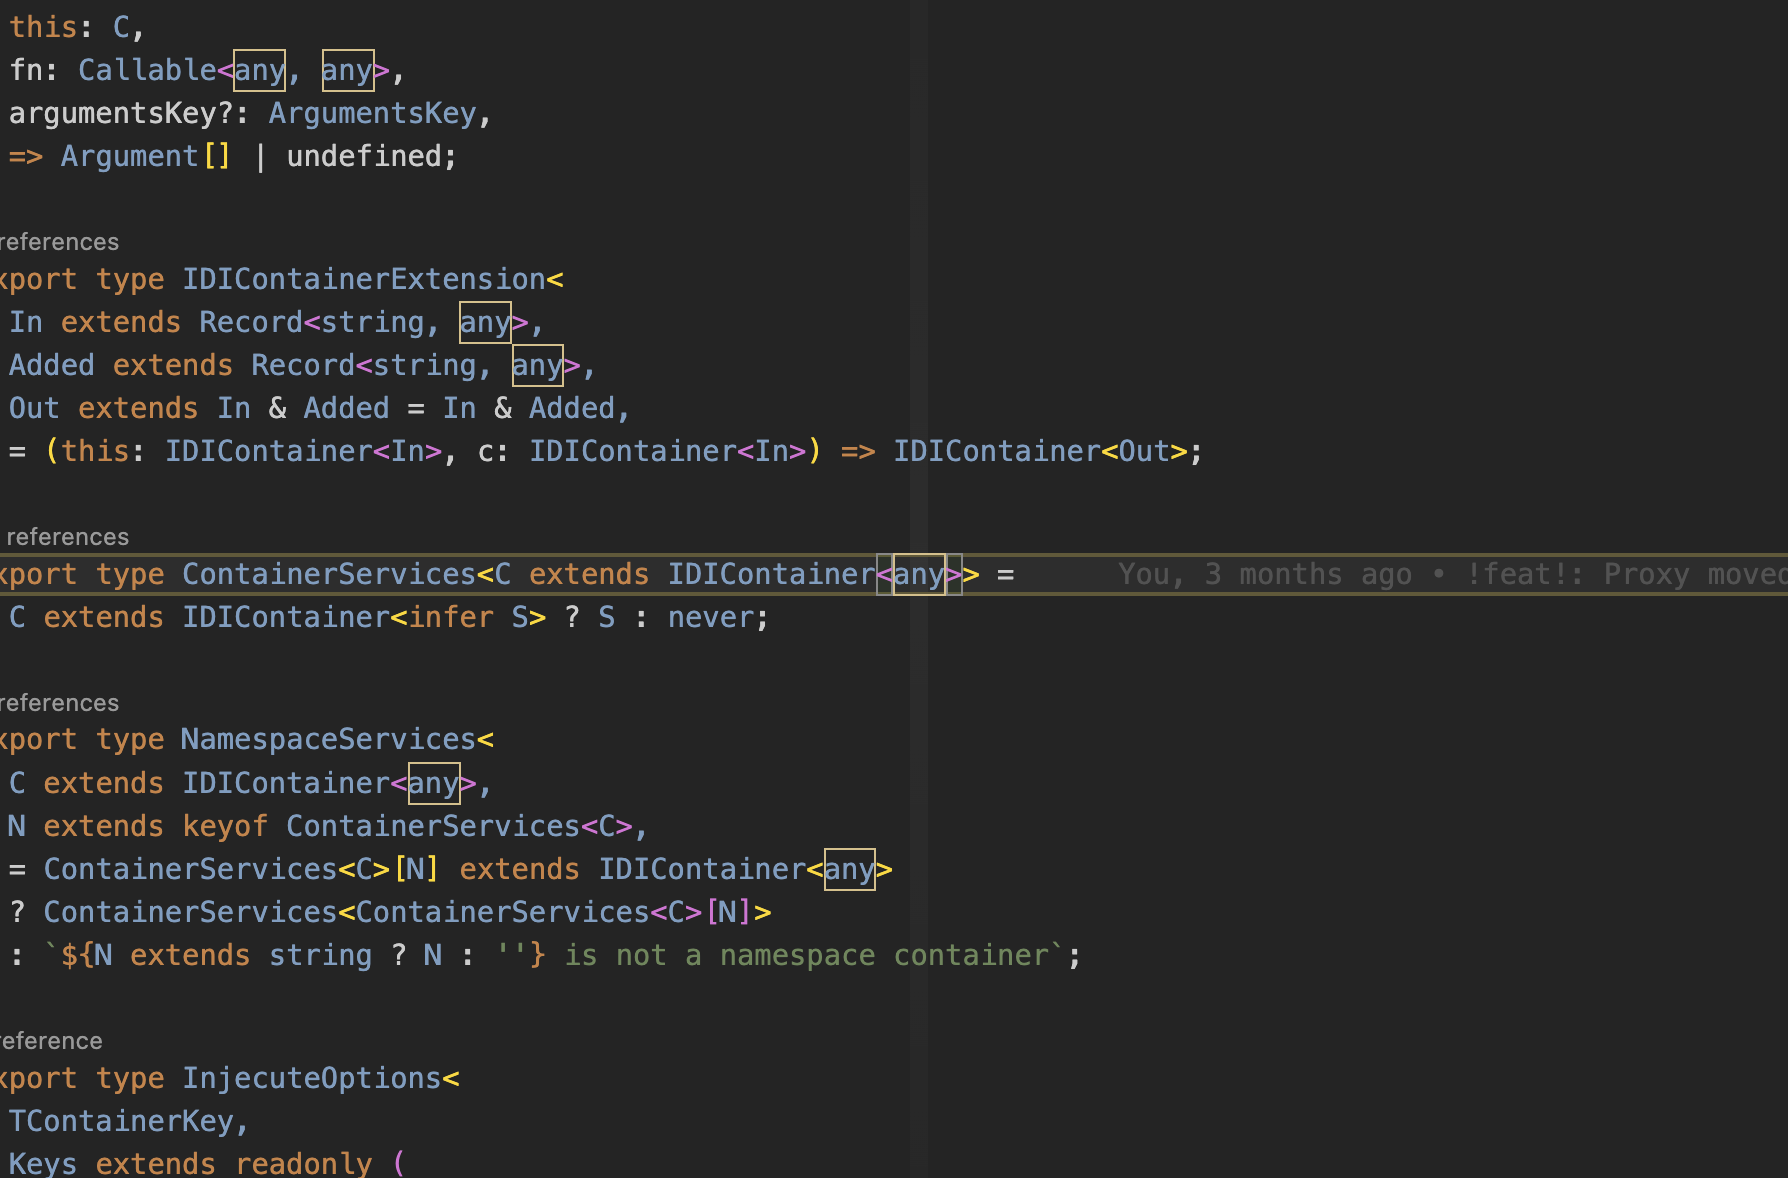 this: C,
fn: Callable<any, any>,
argumentsKey?: ArgumentsKey,
=> Argument[] | undefined;
references
xport type IDIContainerExtension<
In extends Record<string, any>,
Added extends Record<string, any>,
Out extends In & Added = In & Added,
= (this: IDIContainer<In>, c: IDIContainer<In>) => IDIContainer<Out>;
references
xport type ContainerServices<C extends IDIContainer<any>> = You, 3 months ago • !feat!: Proxy moved
C extends IDIContainer<infer S> ? S : never;
references
xport type NamespaceServices<
C extends IDIContainer<any>,
N extends keyof ContainerServices<C>,
= ContainerServices<C>[N] extends IDIContainer<any>
? ContainerServices<ContainerServices<C>[N]>
: `${N extends string ? N : ''} is not a namespace container`;
eference
xport type InjecuteOptions<
TContainerKey,
Keys extends readonly (